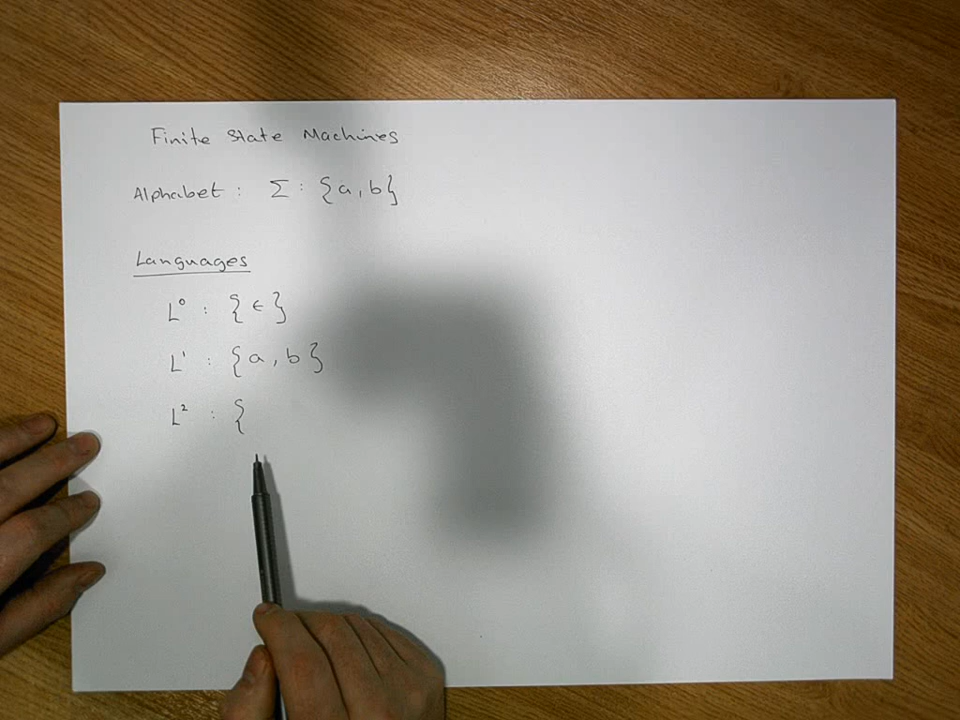 Finite State Machines
Alphabet : Σ : {a, b}
Languages
L⁰ : {ϵ}
L¹ : {a, b}
L² : {